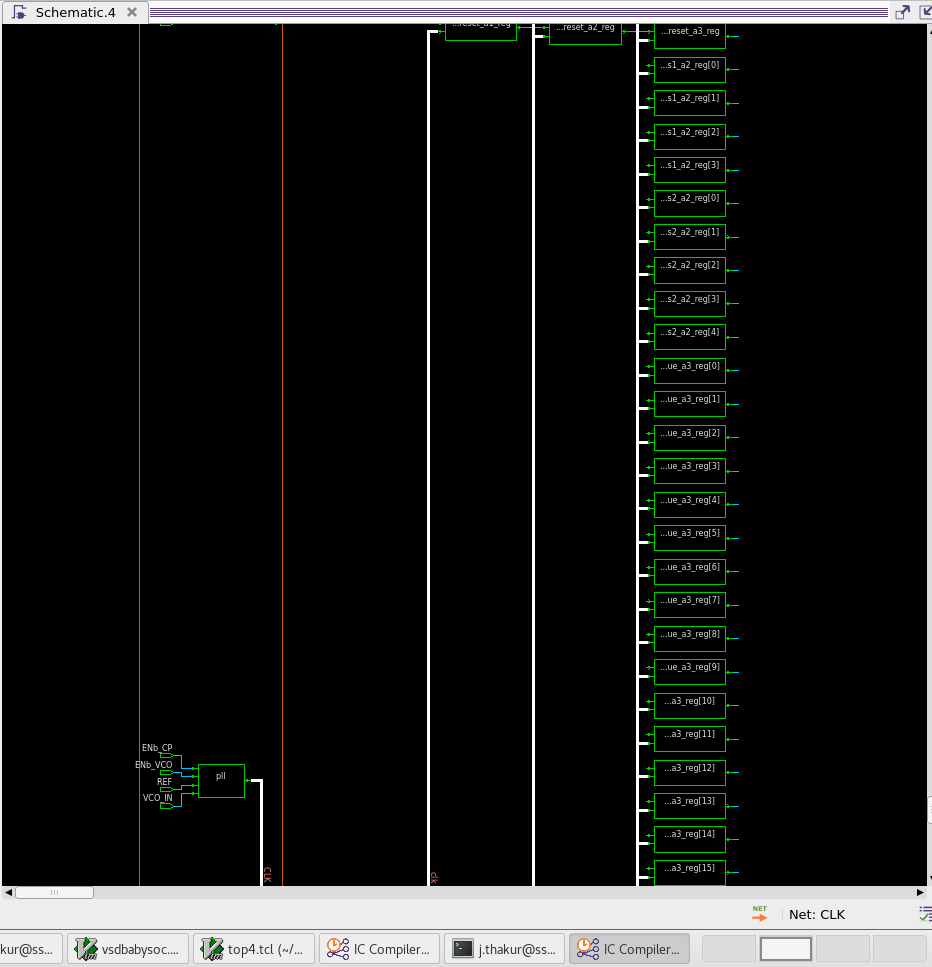 Schematic.4
...reset_a1_reg
...reset_a2_reg
...reset_a3_reg
...s1_a2_reg[0]
...s1_a2_reg[1]
...s1_a2_reg[2]
...s1_a2_reg[3]
...s2_a2_reg[0]
...s2_a2_reg[1]
...s2_a2_reg[2]
...s2_a2_reg[3]
...s2_a2_reg[4]
...ue_a3_reg[0]
...ue_a3_reg[1]
...ue_a3_reg[2]
...ue_a3_reg[3]
...ue_a3_reg[4]
...ue_a3_reg[5]
...ue_a3_reg[6]
...ue_a3_reg[7]
...ue_a3_reg[8]
...ue_a3_reg[9]
...a3_reg[10]
...a3_reg[11]
...a3_reg[12]
...a3_reg[13]
...a3_reg[14]
...a3_reg[15]
ENb_CP
ENb_VCO
REF
VCO_IN
pll
CLK
clk
NET
Net: CLK
kur@ss...
vsdbabysoc....
top4.tcl (~/...
IC Compiler...
j.thakur@ss...
IC Compiler...